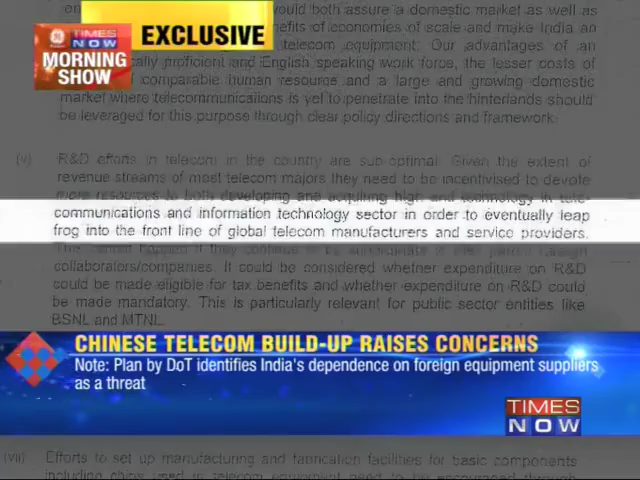 would both assure a domestic market as well as
benefits of economies of scale and make India an
telecom equipment. Our advantages of an
proficient and English speaking work force, the lesser costs of
comparable human resource and a large and growing domestic
market where telecommunications is yet to penetrate into the hinterlands should
be leveraged for this purpose through clear policy directions and framework.
TIMES NOW
MORNING
SHOW
EXCLUSIVE
(v) R&D efforts in telecom in the country are sub-optimal. Given the extent of
revenue streams of most telecom majors they need to be incentivised to devote
more resources to both developing and acquiring high end technology in tele-
communications and information technology sector in order to eventually leap
frog into the front line of global telecom manufacturers and service providers.
collaborators/companies. It could be considered whether expenditure on R&D
could be made eligible for tax benefits and whether expenditure on R&D could
be made mandatory. This is particularly relevant for public sector entities like
BSNL and MTNL.
CHINESE TELECOM BUILD-UP RAISES CONCERNS
Note: Plan by DoT identifies India's dependence on foreign equipment suppliers
as a threat
TIMES
NOW
(vii) Efforts to set up manufacturing and fabrication facilities for basic components
including chips used in telecom equipment need to be encouraged through